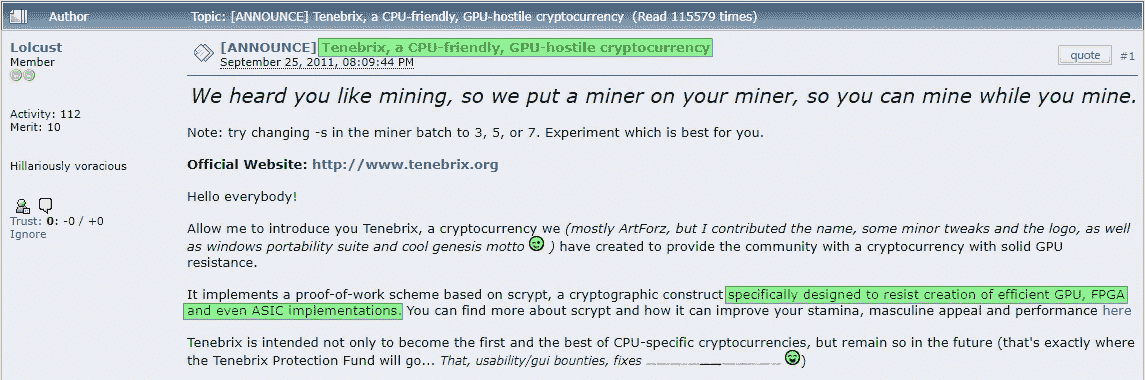 Author Topic: [ANNOUNCE] Tenebrix, a CPU-friendly, GPU-hostile cryptocurrency (Read 115579 times)
Lolcust
Member
Activity: 112
Merit: 10
Hillariously voracious
Trust: 0: -0 / +0
Ignore
[ANNOUNCE] Tenebrix, a CPU-friendly, GPU-hostile cryptocurrency
September 25, 2011, 08:09:44 PM
quote #1
We heard you like mining, so we put a miner on your miner, so you can mine while you mine.
Note: try changing -s in the miner batch to 3, 5, or 7. Experiment which is best for you.
Official Website: http://www.tenebrix.org
Hello everybody!
Allow me to introduce you Tenebrix, a cryptocurrency we (mostly ArtForz, but I contributed the name, some minor tweaks and the logo, as well
as windows portability suite and cool genesis motto ) have created to provide the community with a cryptocurrency with solid GPU
resistance.
It implements a proof-of-work scheme based on scrypt, a cryptographic construct specifically designed to resist creation of efficient GPU, FPGA
and even ASIC implementations. You can find more about scrypt and how it can improve your stamina, masculine appeal and performance here
Tenebrix is intended not only to become the first and the best of CPU-specific cryptocurrencies, but remain so in the future (that's exactly where
the Tenebrix Protection Fund will go... That, usability/gui bounties, fixes )